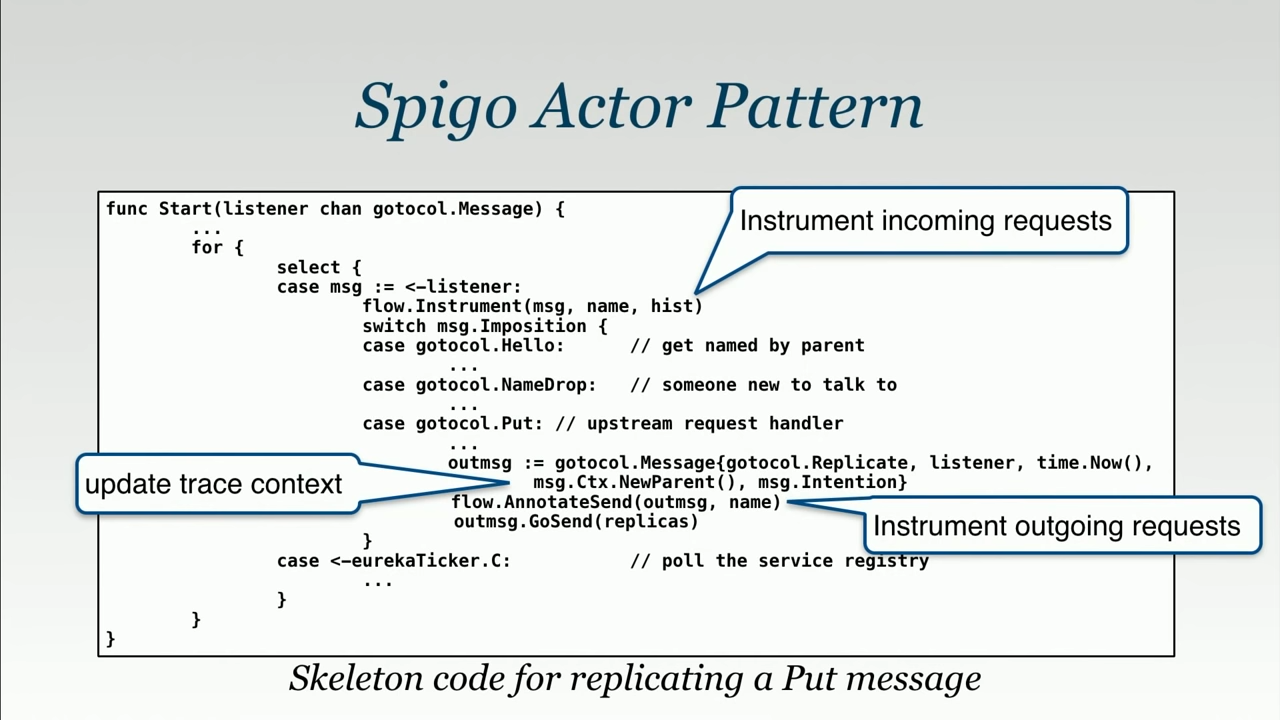 Spigo Actor Pattern
func Start(listener chan gotocol.Message) {
...
for {
select {
case msg := <-listener:
flow.Instrument(msg, name, hist)
switch msg.Imposition {
case gotocol.Hello: // get named by parent
...
case gotocol.NameDrop: // someone new to talk to
...
case gotocol.Put: // upstream request handler
...
outmsg := gotocol.Message{gotocol.Replicate, listener, time.Now(),
msg.Ctx.NewParent(), msg.Intention}
flow.AnnotateSend(outmsg, name)
outmsg.GoSend(replicas)
}
case <-eurekaTicker.C: // poll the service registry
...
}
}
}
Instrument incoming requests
update trace context
Instrument outgoing requests
Skeleton code for replicating a Put message